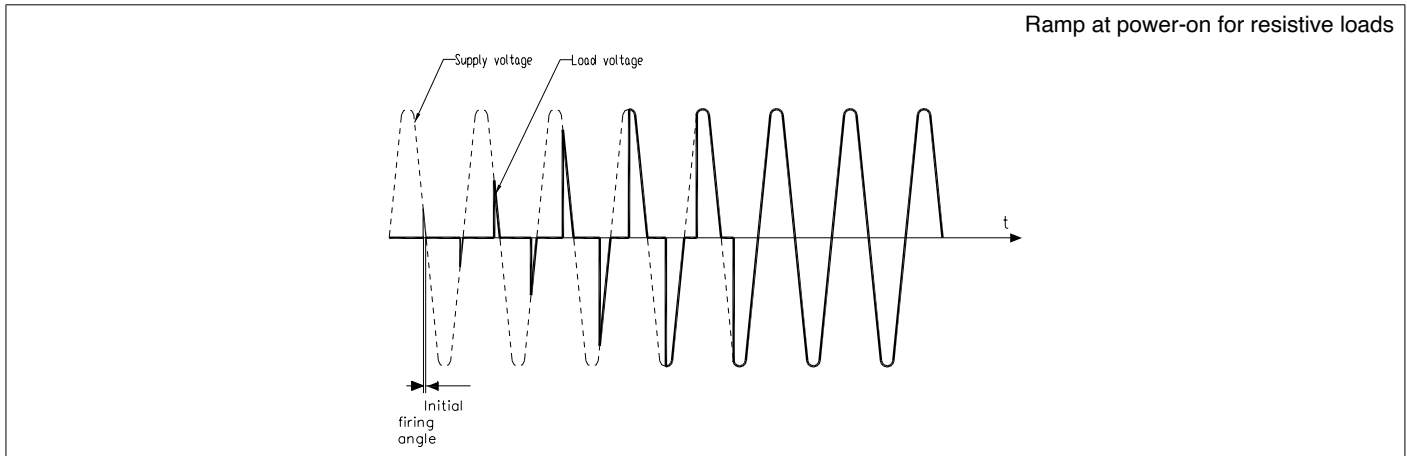 Ramp at power-on for resistive loads
Supply voltage
Load voltage
t
Initial
firing
angle